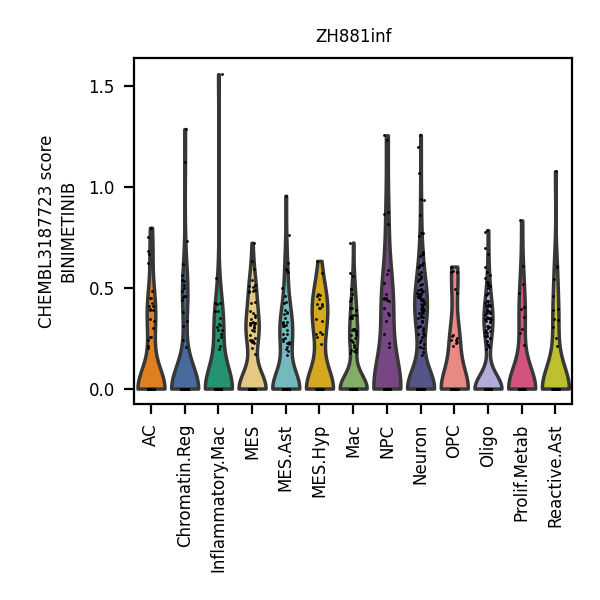 ZH881inf
CHEMBL3187723 score
BINIMETINIB
1.5
1.0
0.5
0.0
AC
Chromatin.Reg
Inflammatory.Mac
MES
MES.Ast
MES.Hyp
Mac
NPC
Neuron
OPC
Oligo
Prolif.Metab
Reactive.Ast